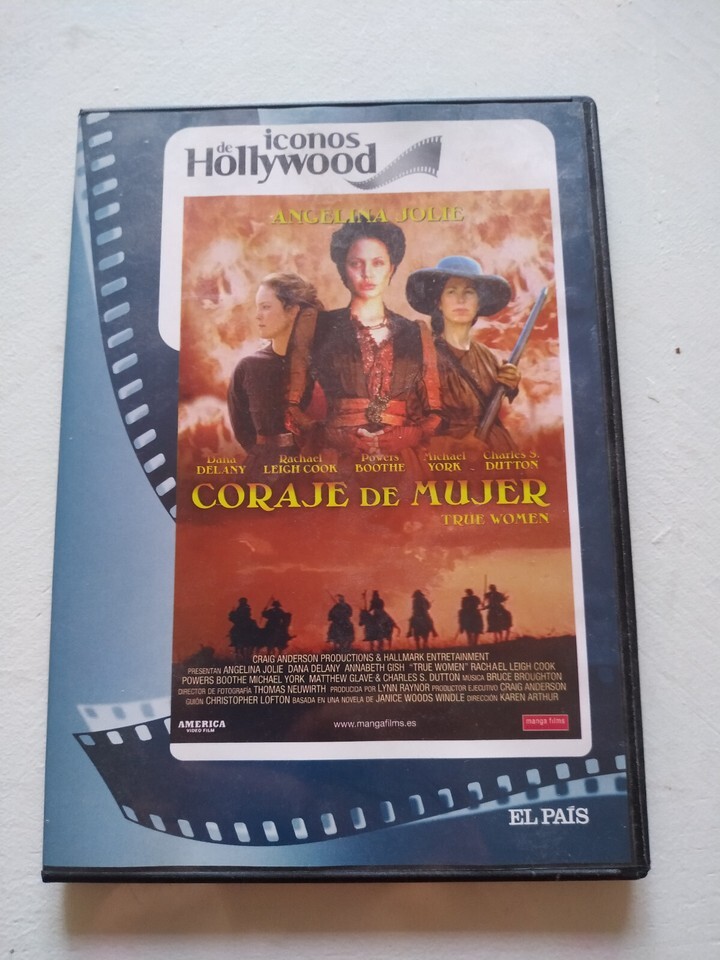 iconos
de
Hollywood
ANGELINA JOLIE
Dana Rachael Powers Michael Charles S.
DELANY LEIGH COOK BOOTHE YORK DUTTON
CORAJE DE MUJER
TRUE WOMEN
CRAIG ANDERSON PRODUCTIONS & HALLMARK ENTRETAINMENT
PRESENTAN ANGELINA JOLIE DANA DELANY ANNABETH GISH "TRUE WOMEN" RACHAEL LEIGH COOK
POWERS BOOTHE MICHAEL YORK MATTHEW GLAVE & CHARLES S. DUTTON MÚSICA BRUCE BROUGHTON
DIRECTOR DE FOTOGRAFÍA THOMAS NEUWIRTH PRODUCIDA POR LYNN RAYNOR PRODUCTOR EJECUTIVO CRAIG ANDERSON
GUIÓN CHRISTOPHER LOFTON BASADA EN UNA NOVELA DE JANICE WOODS WINDLE DIRECCIÓN KAREN ARTHUR
AMERICA
VIDEO FILM
www.mangafilms.es
manga films
EL PAÍS